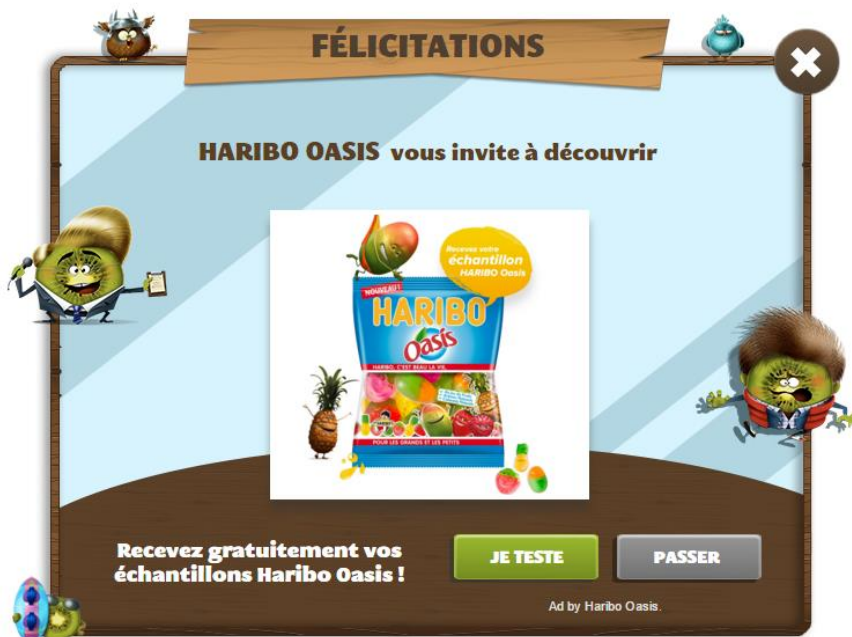 FÉLICITATIONS
HARIBO OASIS vous invite à découvrir
Recevez votre
échantillon
HARIBO Oasis
NOUVEAU !
HARIBO
Oasis
HARIBO, C'EST BEAU LA VIE.
POUR LES GRANDS ET LES PETITS
Recevez gratuitement vos
échantillons Haribo Oasis !
JE TESTE
PASSER
Ad by Haribo Oasis.